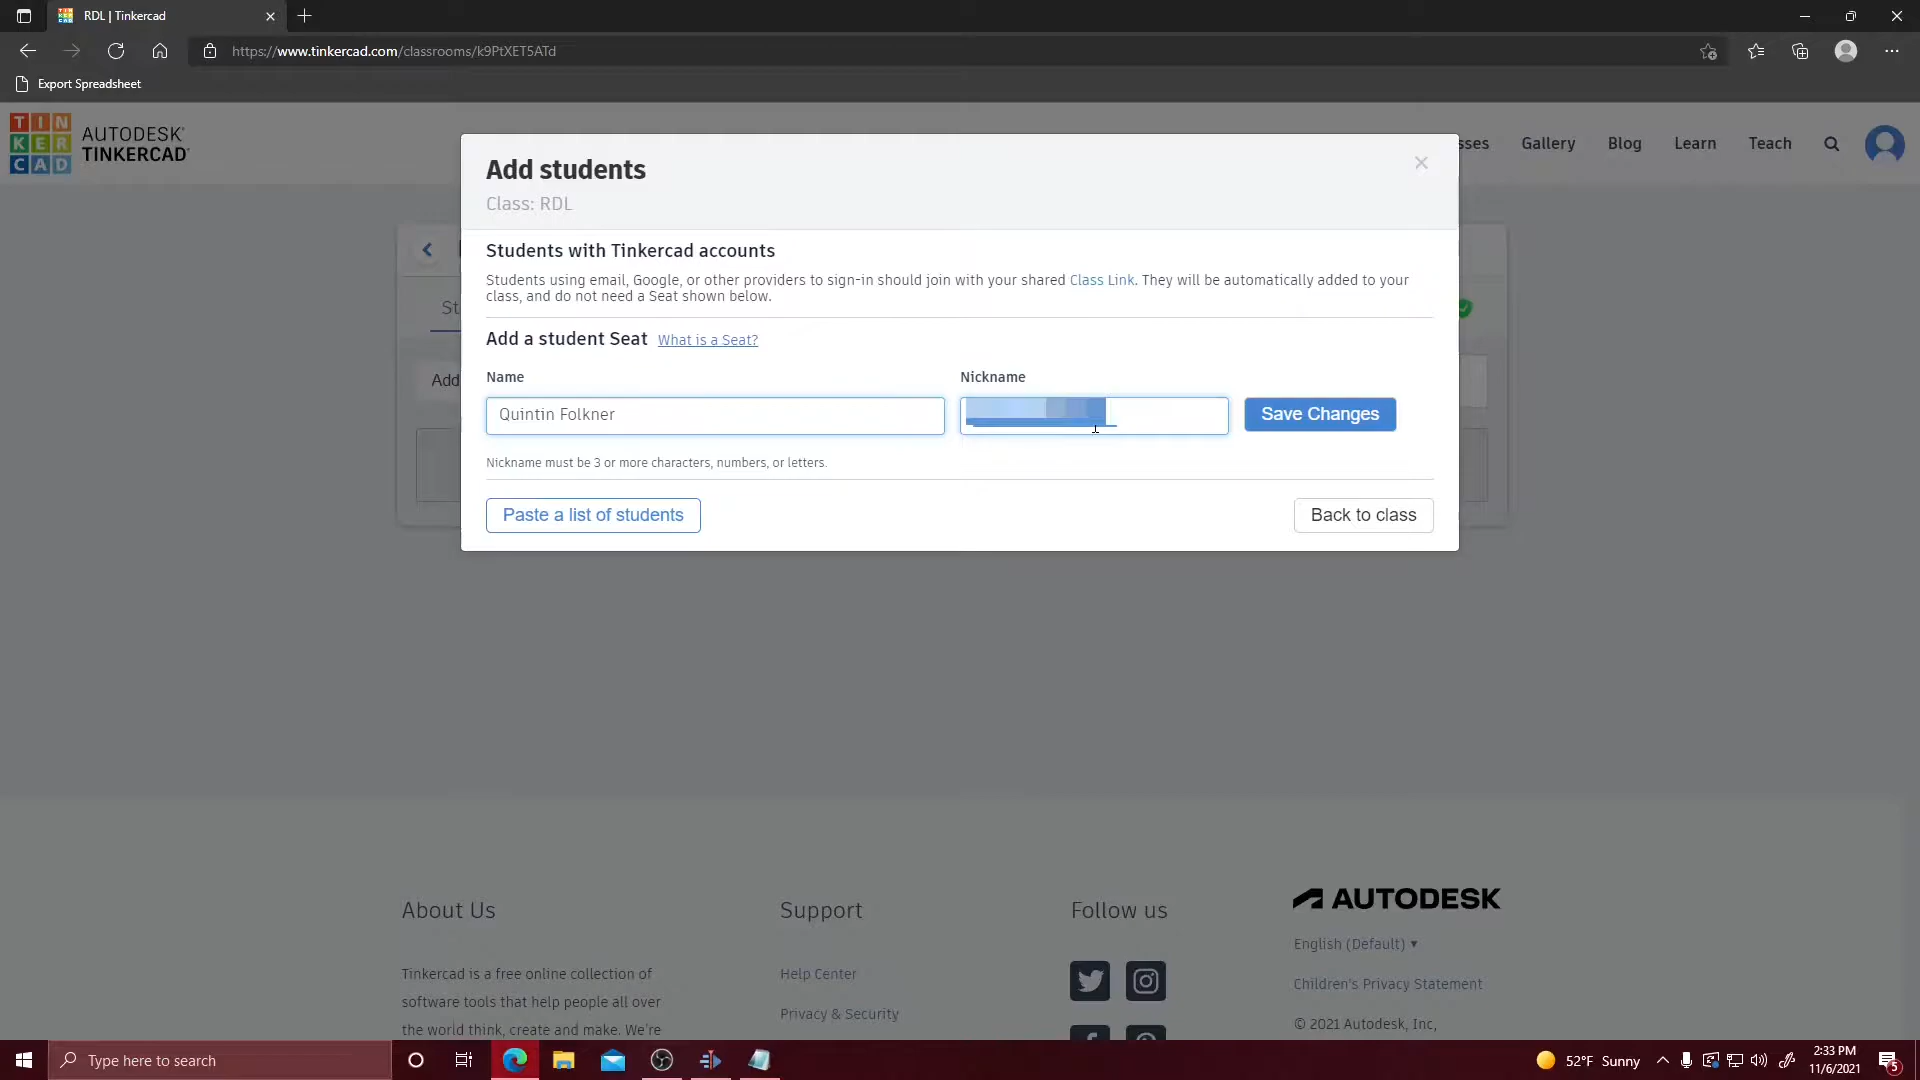 RDL | Tinkercad
https://www.tinkercad.com/classrooms/k9PtXET5ATd
Export Spreadsheet
TIN
KER
CAD
AUTODESK®
TINKERCAD®
Gallery
Blog
Learn
Teach
Add students
Class: RDL
Students with Tinkercad accounts
Students using email, Google, or other providers to sign-in should join with your shared Class Link. They will be automatically added to your
class, and do not need a Seat shown below.
Add a student Seat What is a Seat?
Name
Nickname
Add
Quintin Folkner
Save Changes
Nickname must be 3 or more characters, numbers, or letters.
Paste a list of students
Back to class
About Us
Support
Follow us
AUTODESK
English (Default) ▾
Tinkercad is a free online collection of
software tools that help people all over
the world think, create and make. We're
Help Center
Privacy & Security
Children's Privacy Statement
© 2021 Autodesk, Inc,
Type here to search
52°F Sunny
2:33 PM
11/6/2021
5